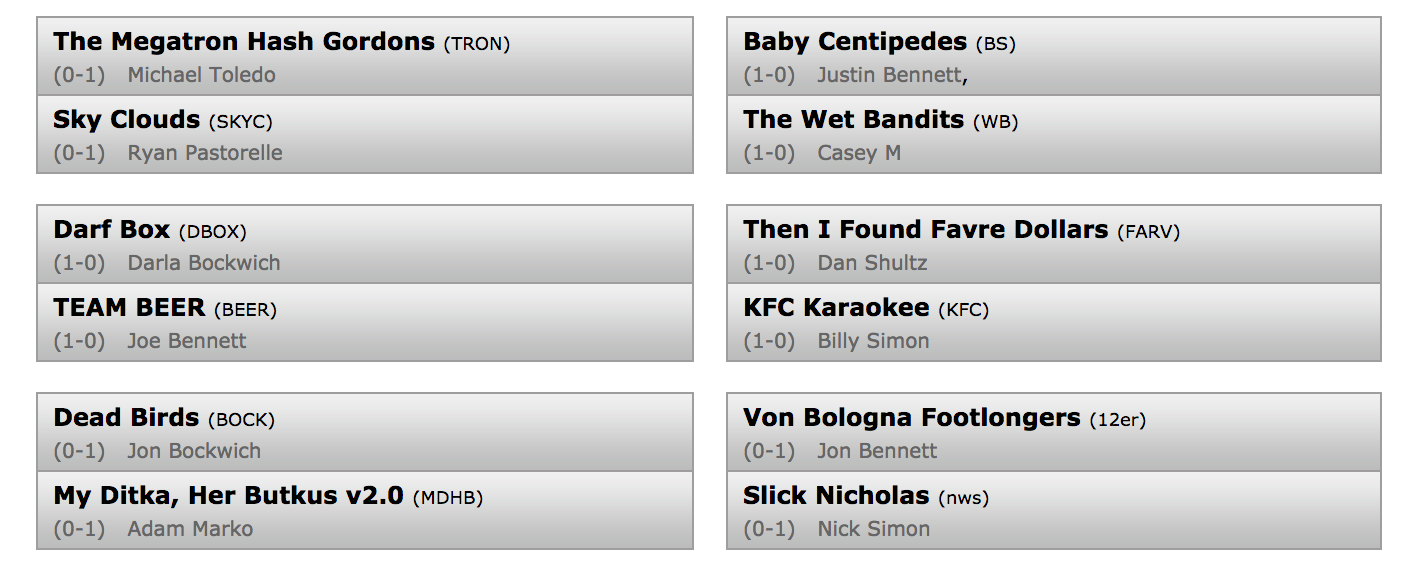 The Megatron Hash Gordons (TRON)
(0-1) Michael Toledo
Sky Clouds (SKYC)
(0-1) Ryan Pastorelle
Baby Centipedes (BS)
(1-0) Justin Bennett,
The Wet Bandits (WB)
(1-0) Casey M
Darf Box (DBOX)
(1-0) Darla Bockwich
TEAM BEER (BEER)
(1-0) Joe Bennett
Then I Found Favre Dollars (FARV)
(1-0) Dan Shultz
KFC Karaokee (KFC)
(1-0) Billy Simon
Dead Birds (BOCK)
(0-1) Jon Bockwich
My Ditka, Her Butkus v2.0 (MDHB)
(0-1) Adam Marko
Von Bologna Footlongers (12er)
(0-1) Jon Bennett
Slick Nicholas (nws)
(0-1) Nick Simon